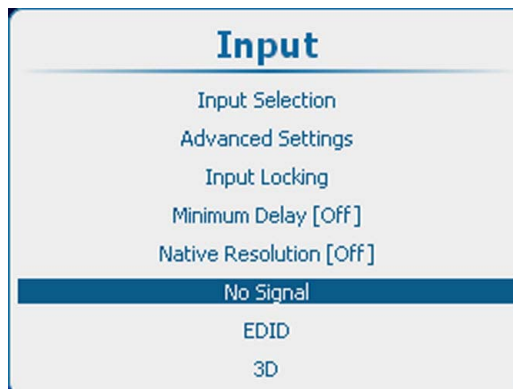 Input
Input Selection
Advanced Settings
Input Locking
Minimum Delay [Off]
Native Resolution [Off]
No Signal
EDID
3D